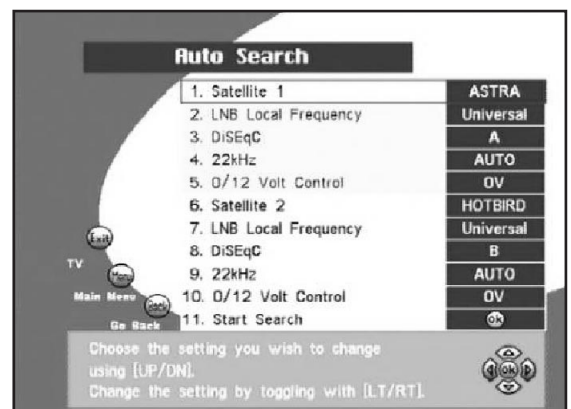 Auto Search
1. Satellite 1 ASTRA
2. LNB Local Frequency Universal
3. DiSEqC A
4. 22kHz AUTO
5. 0/12 Volt Control 0V
6. Satellite 2 HOTBIRD
7. LNB Local Frequency Universal
8. DiSEqC B
9. 22kHz AUTO
10. 0/12 Volt Control 0V
11. Start Search ok
Exit
TV
Menu
Main Menu
Back
Go Back
Choose the setting you wish to change
using [UP/DN].
Change the setting by toggling with [LT/RT].
ok